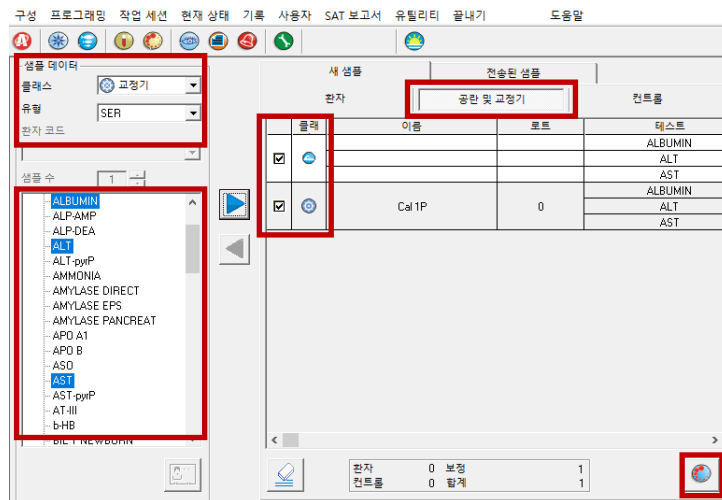 구성 프로그래밍 작업 세션 현재 상태 기록 사용자 SAT 보고서 유틸리티 끝내기 도움말
샘플 데이터
클래스 교정기
유형 SER
환자 코드
샘플 수 1
ALBUMIN
ALP-AMP
ALP-DEA
ALT
ALT-pyrP
AMMONIA
AMYLASE DIRECT
AMYLASE EPS
AMYLASE PANCREAT
APO A1
APO B
ASO
AST
AST-pyrP
AT-III
b-HB
BIL T NEWBORN
새 샘플 전송된 샘플
환자 공란 및 교정기 컨트롤
클래 이름 로트 테스트
ALBUMIN
ALT
AST
Cal 1P 0
ALBUMIN
ALT
AST
환자 0 보정 1
컨트롤 0 합계 1